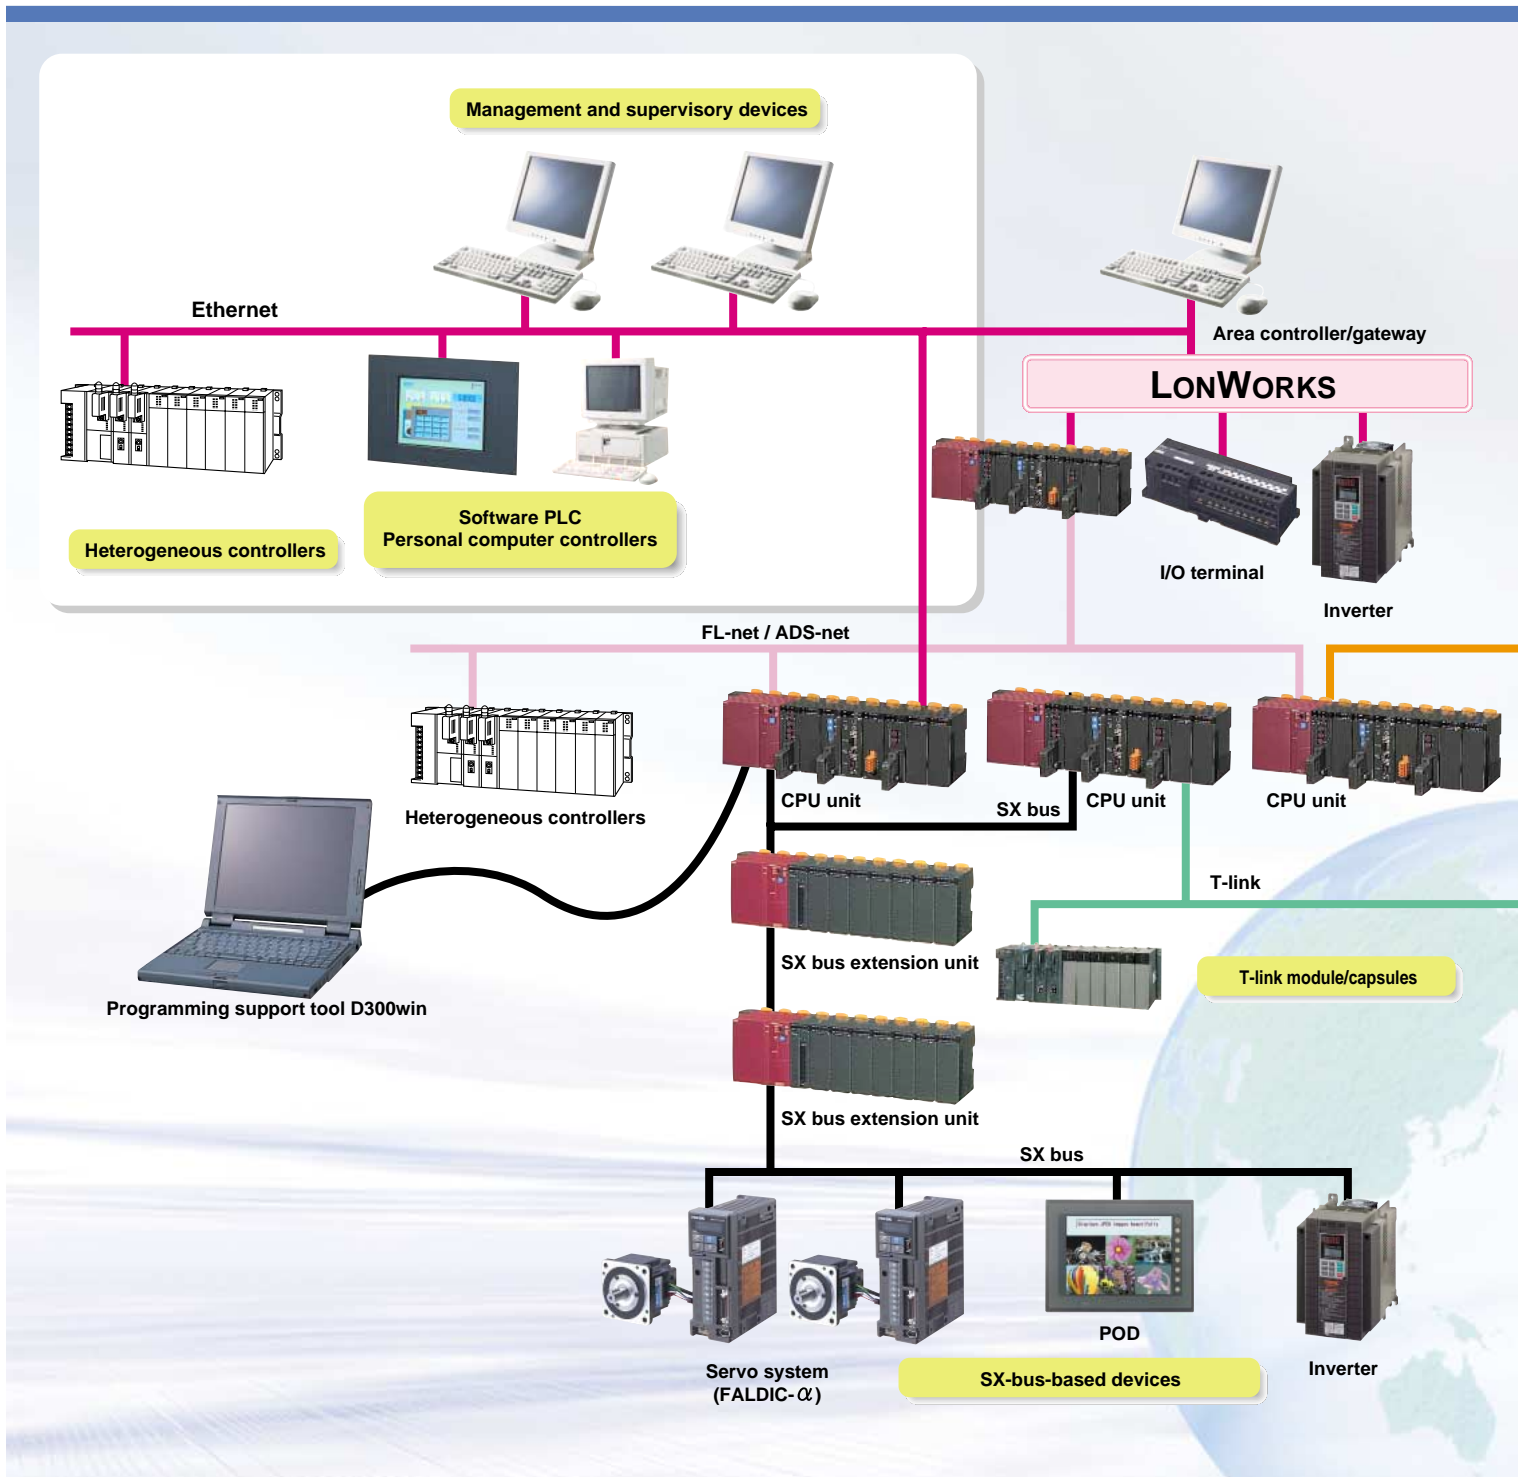 Management and supervisory devices
Ethernet
Area controller/gateway
LONWORKS
Software PLC
Personal computer controllers
Heterogeneous controllers
I/O terminal
Inverter
FL-net / ADS-net
CPU unit
SX bus
CPU unit
CPU unit
Heterogeneous controllers
T-link
SX bus extension unit
T-link module/capsules
Programming support tool D300win
SX bus extension unit
SX bus
POD
Servo system
(FALDIC-α)
SX-bus-based devices
Inverter